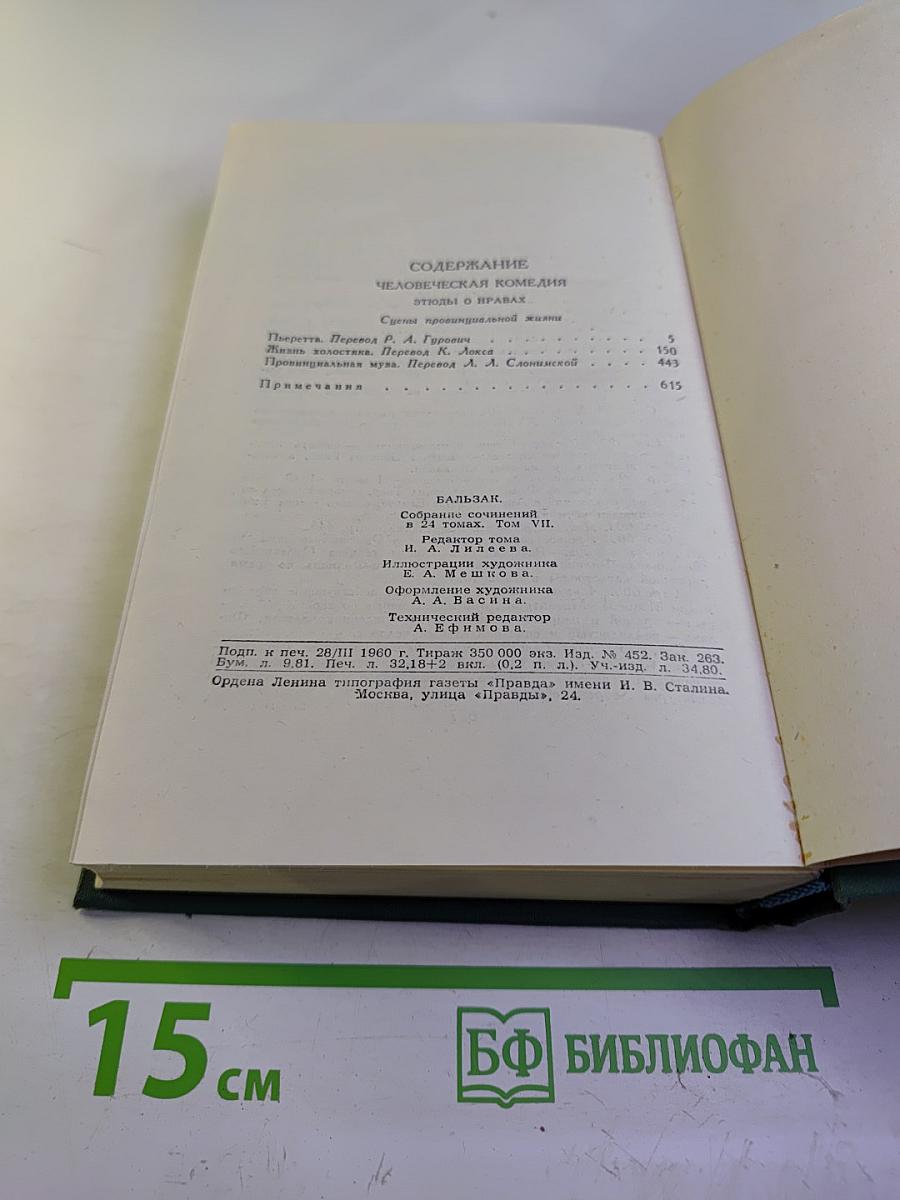 СОДЕРЖАНИЕ
ЧЕЛОВЕЧЕСКАЯ КОМЕДИЯ
ЭТЮДЫ О НРАВАХ
Сцены провинциальной жизни
Пьеретта. Перевод Р. А. Гурович . . . . . . . . . . 5
Жизнь холостяка. Перевод К. Локса . . . . . . . . . 150
Провинциальная муза. Перевод Л. Л. Слонимской . . . . 443
Примечания . . . . . . . . . . . . . . . . 615
БАЛЬЗАК.
Собрание сочинений
в 24 томах. Том VII.
Редактор тома
И. А. Лилеева.
Иллюстрации художника
Е. А. Мешкова.
Оформление художника
А. А. Васина.
Технический редактор
А. Ефимова.
Подп. к печ. 28/III 1960 г. Тираж 350 000 экз. Изд. № 452. Зак. 263.
Бум. л. 9,81. Печ. л. 32,18+2 вкл. (0,2 п. л.). Уч.-изд. л. 34,80.
Ордена Ленина типография газеты «Правда» имени И. В. Сталина.
Москва, улица «Правды», 24.
15 см
БФ БИБЛИОФАН